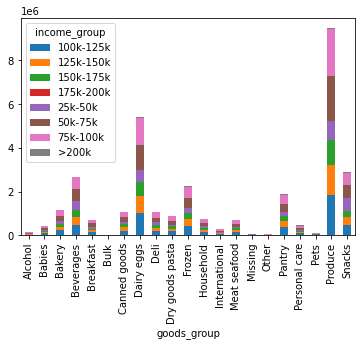 1e6
8
6
4
2
0
income_group
100k-125k
125k-150k
150k-175k
175k-200k
25k-50k
50k-75k
75k-100k
>200k
Alcohol
Babies
Bakery
Beverages
Breakfast
Bulk
Canned goods
Dairy eggs
Deli
Dry goods pasta
Frozen
Household
International
Meat seafood
Missing
Other
Pantry
Personal care
Pets
Produce
Snacks
goods_group